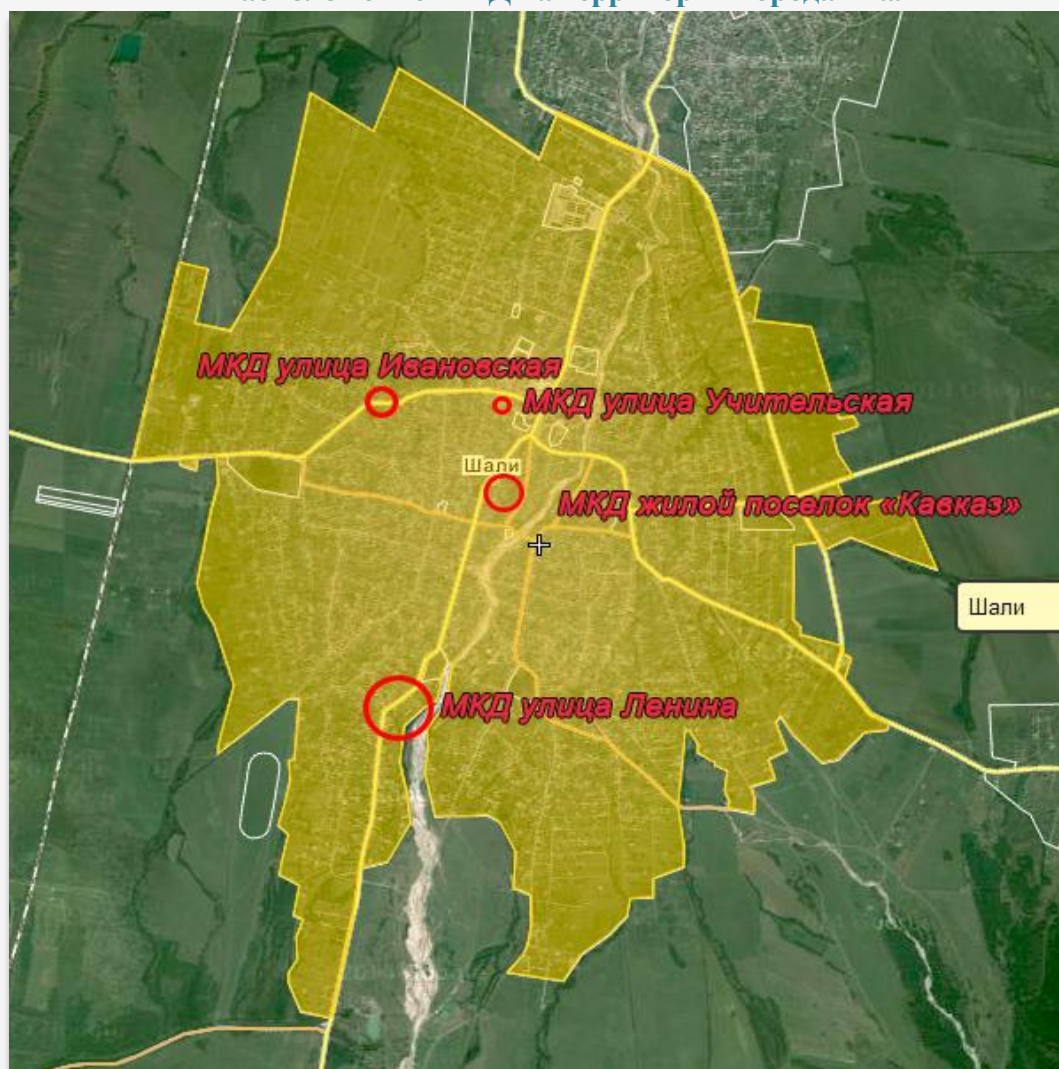 МКД улица Ивановская
МКД улица Учительская
Шали
МКД жилой поселок «Кавказ»
Шали
МКД улица Ленина